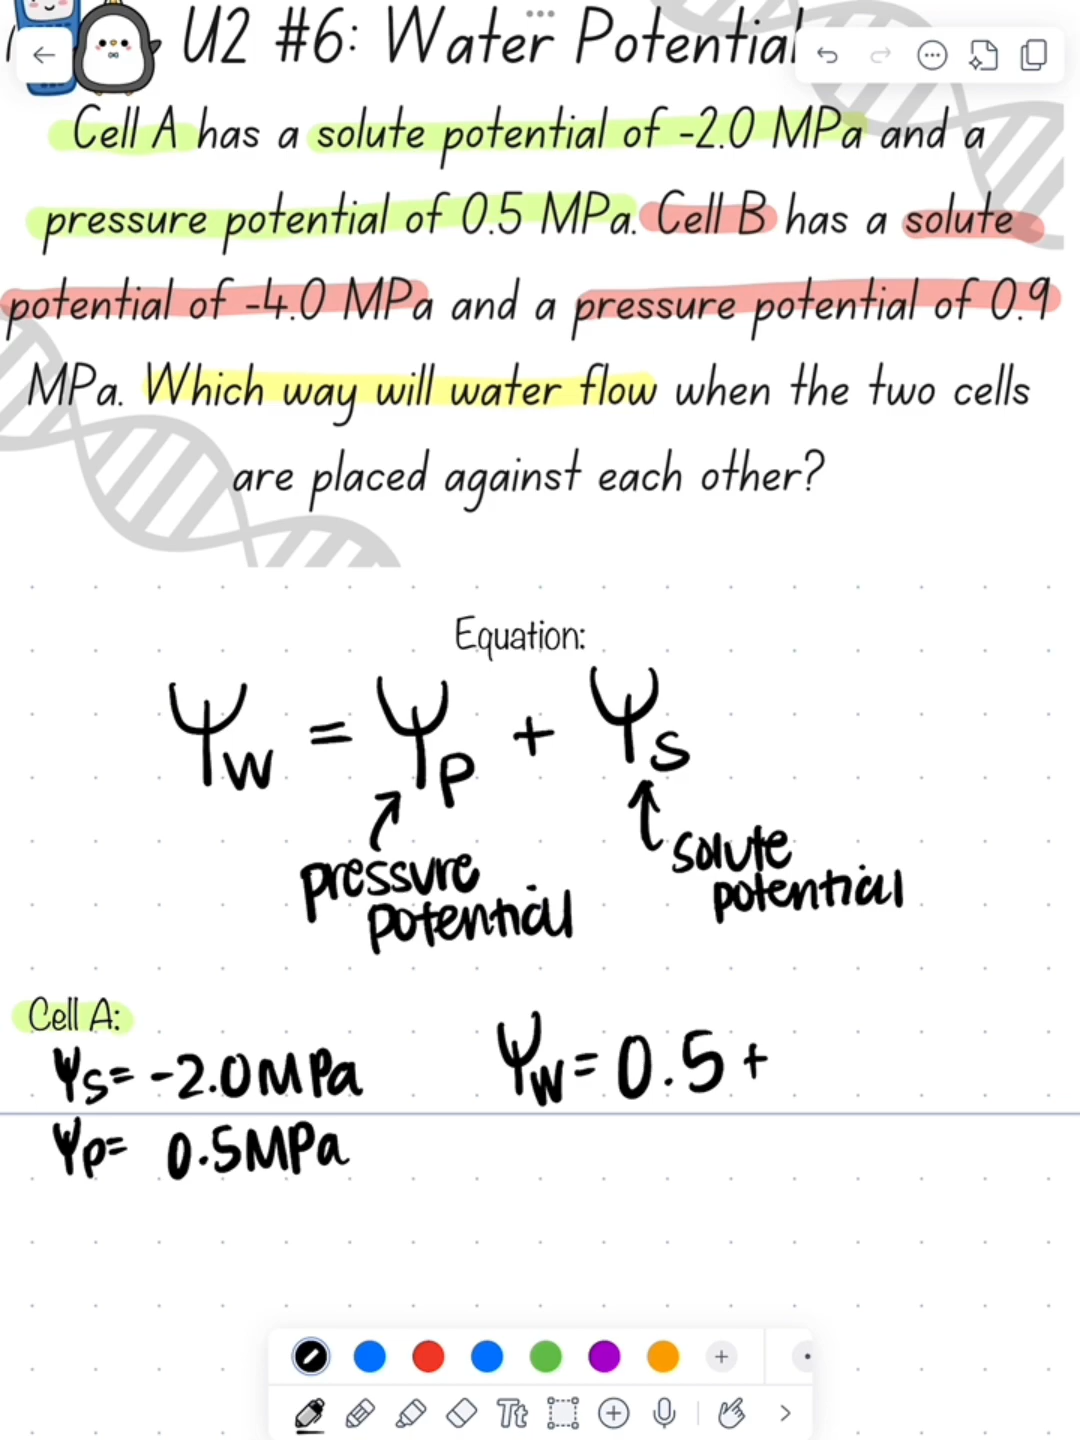 U2 #6: Water Potential
Cell A has a solute potential of -2.0 MPa and a
pressure potential of 0.5 MPa. Cell B has a solute
potential of -4.0 MPa and a pressure potential of 0.9
MPa. Which way will water flow when the two cells
are placed against each other?
Equation:
Ψw = Ψp + Ψs
pressure potential
solute potential
Cell A:
Ψs= -2.0MPa
Ψw= 0.5 +
Ψp= 0.5MPa
Tt